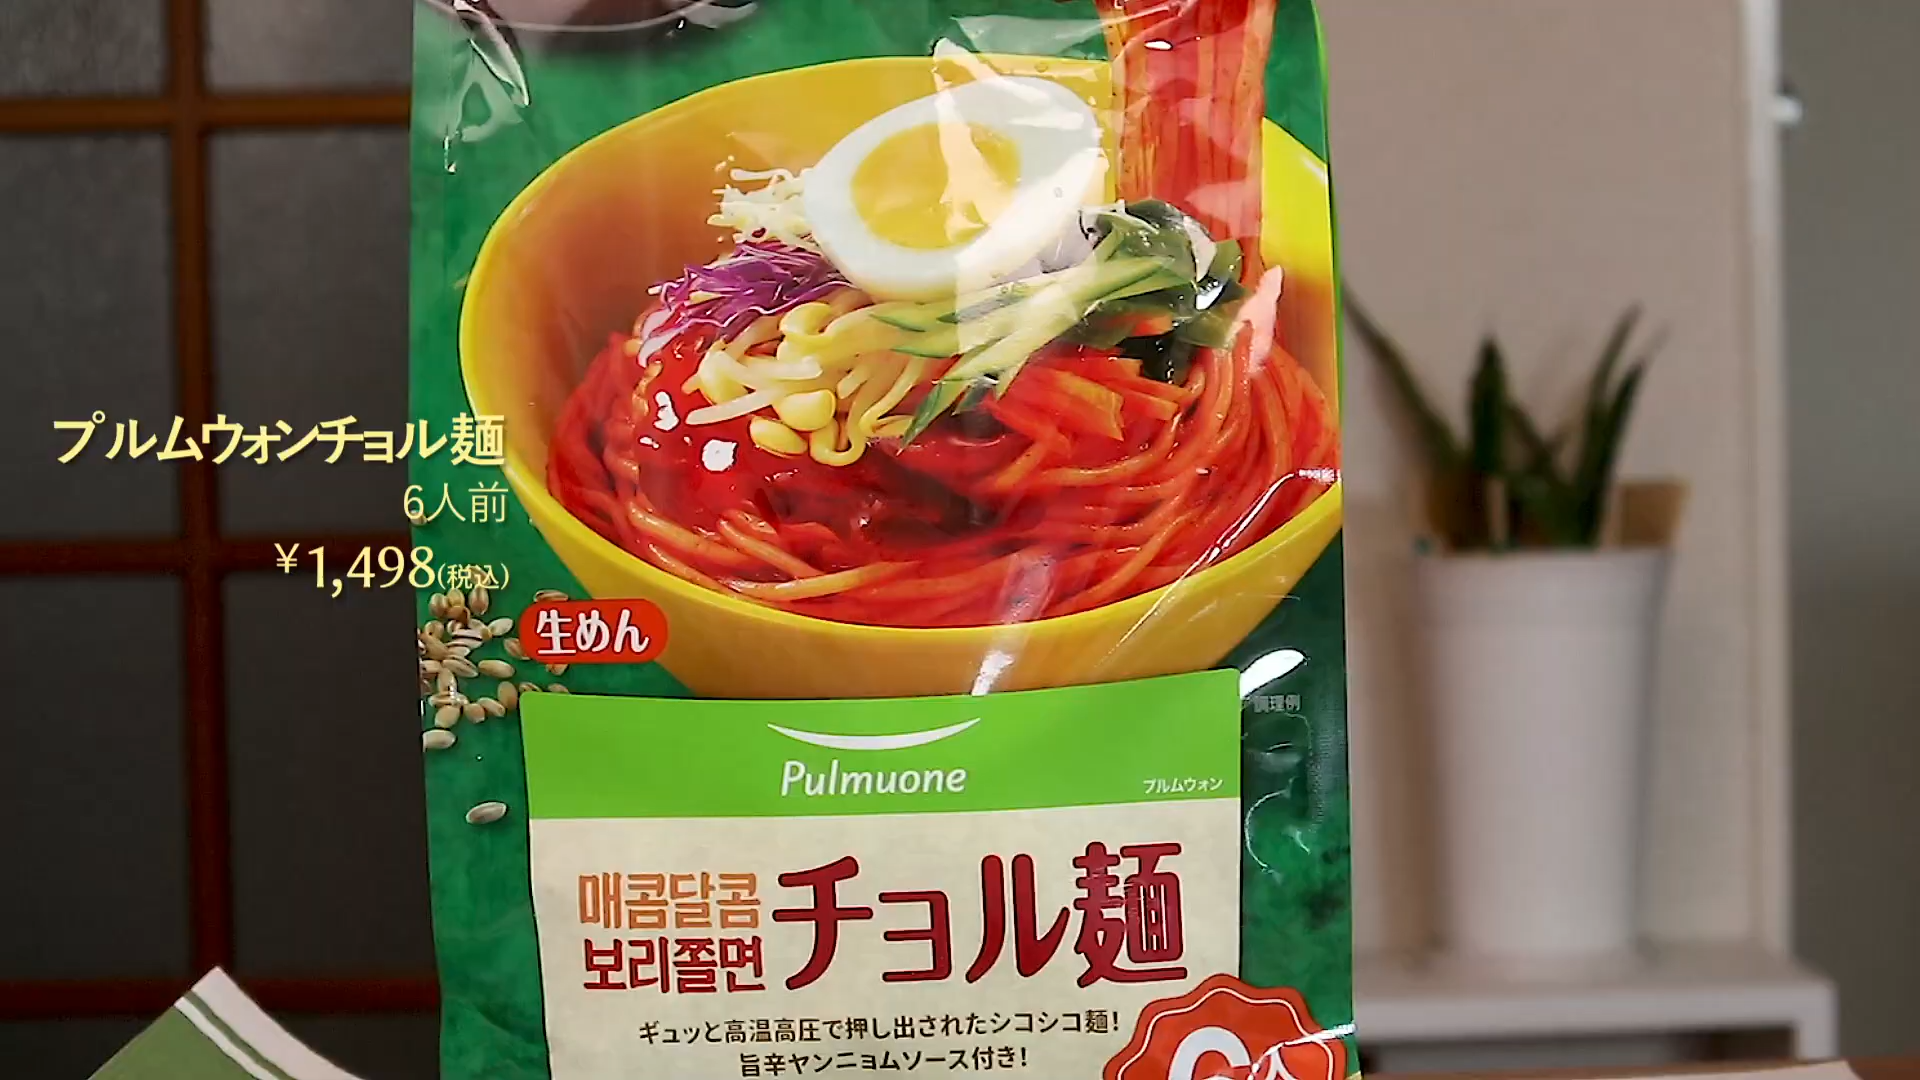 プルムウォンチョル麺
6人前
¥1,498(税込)
生めん
調理例
Pulmuone
プルムウォン
매콤달콤
보리쫄면
チョル麺
ギュッと高温高圧で押し出されたシコシコ麺!
旨辛ヤンニョムソース付き!
6人